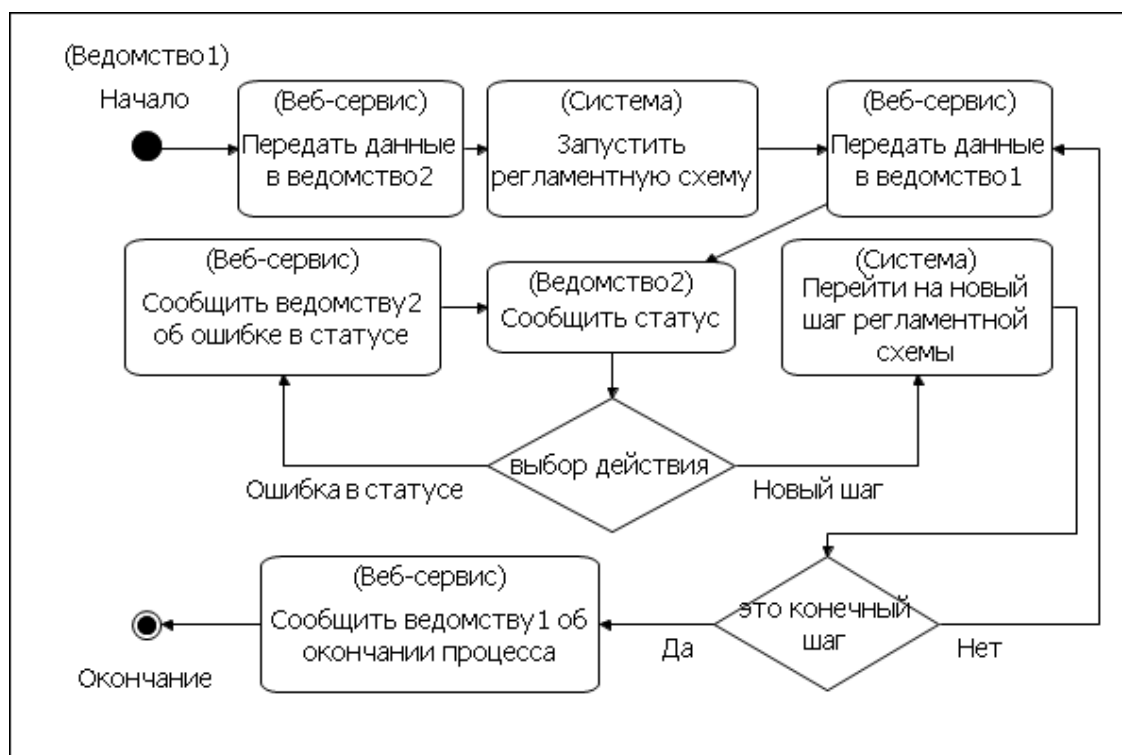 (Ведомство1)
Начало
(Веб-сервис)
Передать данные
в ведомство2
(Система)
Запустить
регламентную схему
(Веб-сервис)
Передать данные
в ведомство1
(Веб-сервис)
Сообщить ведомству2
об ошибке в статусе
(Ведомство2)
Сообщить статус
(Система)
Перейти на новый
шаг регламентной
схемы
выбор действия
Ошибка в статусе
Новый шаг
(Веб-сервис)
Сообщить ведомству1 об
окончании процесса
это конечный
шаг
Да
Нет
Окончание